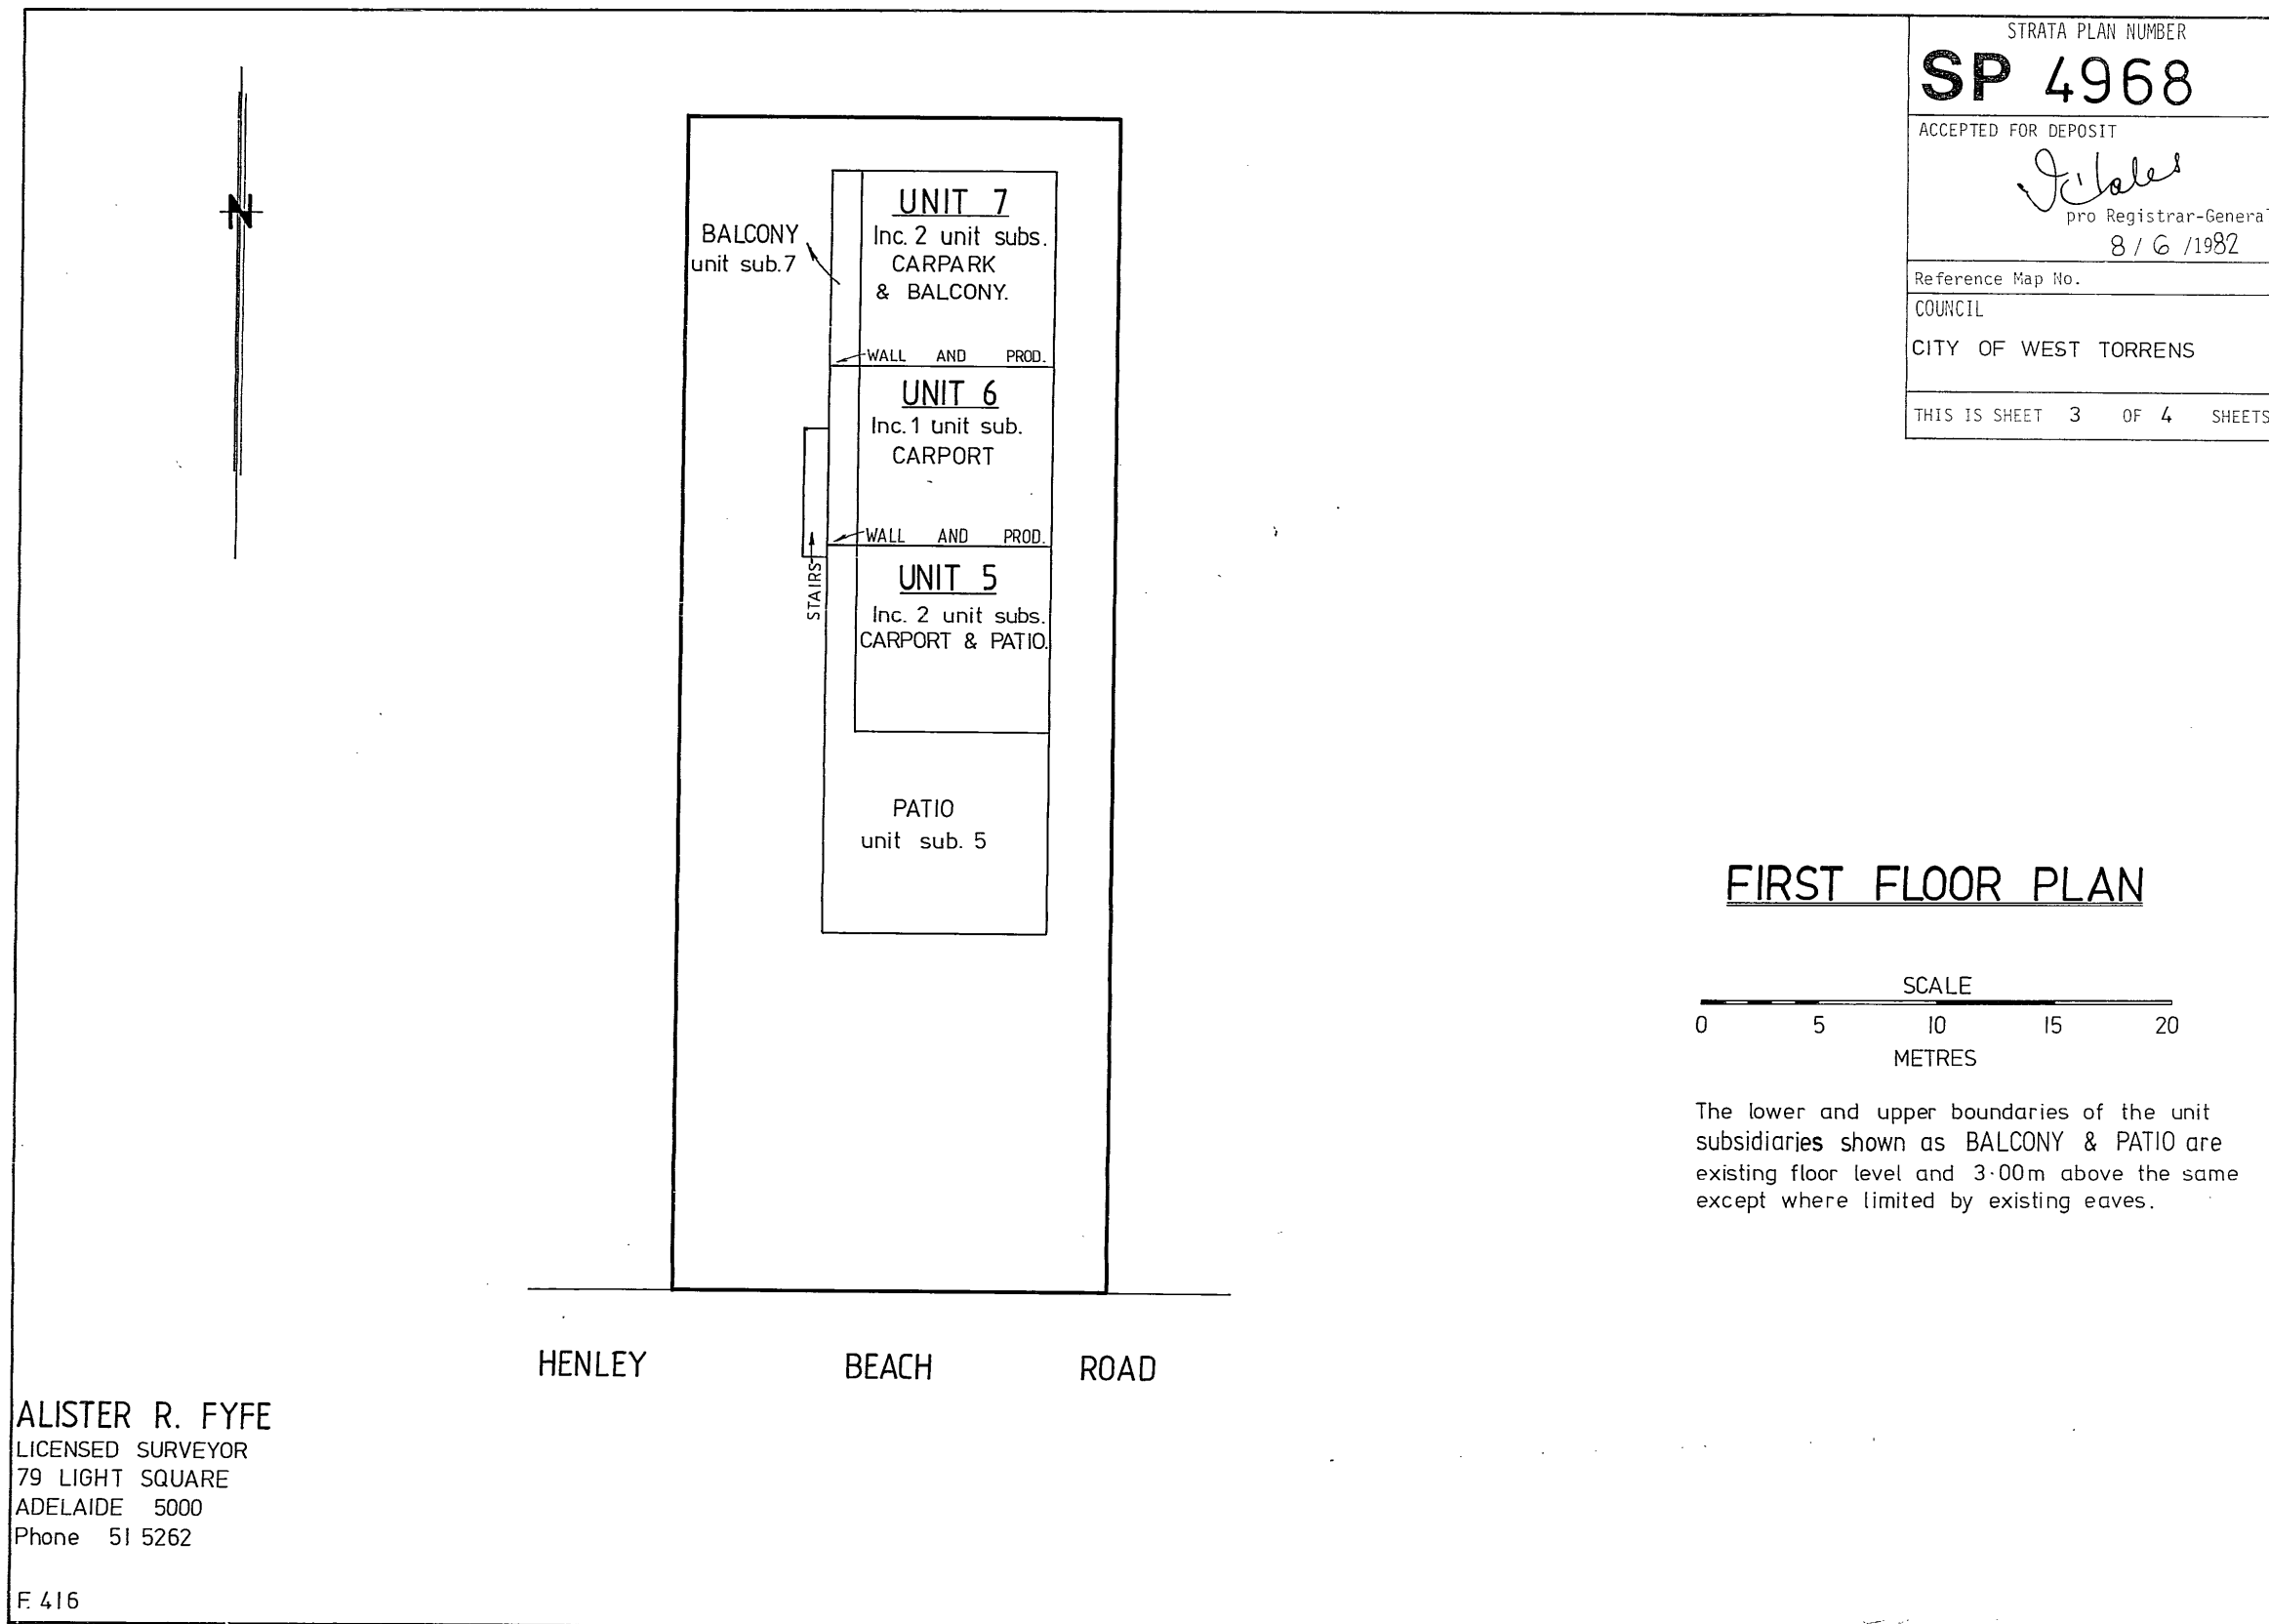 STRATA PLAN NUMBER
SP 4968
ACCEPTED FOR DEPOSIT
pro Registrar-General
8 / 6 /1982
Reference Map No.
COUNCIL
CITY OF WEST TORRENS
THIS IS SHEET 3 OF 4 SHEETS
N
UNIT 7
Inc. 2 unit subs.
CARPARK
& BALCONY.
BALCONY
unit sub.7
WALL AND PROD.
UNIT 6
Inc.1 unit sub.
CARPORT
WALL AND PROD.
STAIRS
UNIT 5
Inc. 2 unit subs.
CARPORT & PATIO.
PATIO
unit sub. 5
FIRST FLOOR PLAN
SCALE
0 5 10 15 20
METRES
The lower and upper boundaries of the unit
subsidiaries shown as BALCONY & PATIO are
existing floor level and 3·00m above the same
except where limited by existing eaves.
HENLEY BEACH ROAD
ALISTER R. FYFE
LICENSED SURVEYOR
79 LIGHT SQUARE
ADELAIDE 5000
Phone 51 5262
F. 416